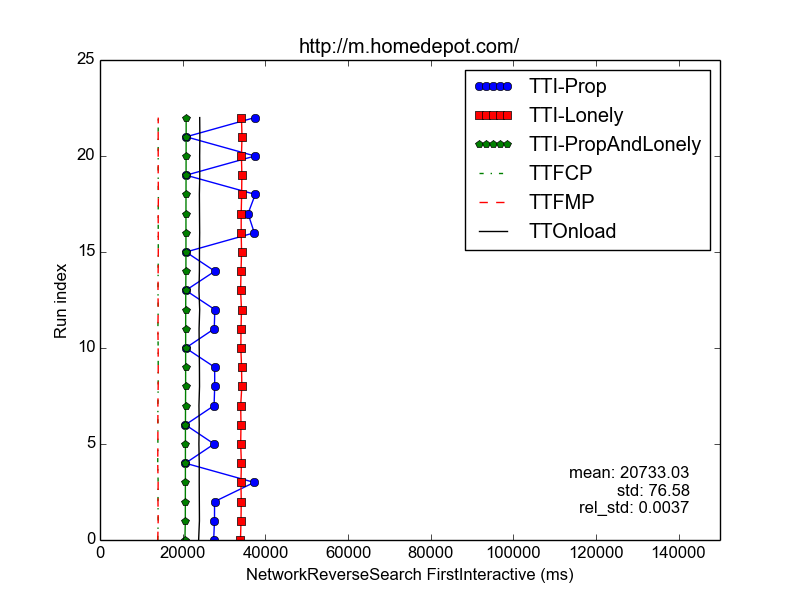 http://m.homedepot.com/
25
20
15
10
5
0
Run index
TTI-Prop
TTI-Lonely
TTI-PropAndLonely
TTFCP
TTFMP
TTOnload
mean: 20733.03
std: 76.58
rel_std: 0.0037
0 20000 40000 60000 80000 100000 120000 140000
NetworkReverseSearch FirstInteractive (ms)